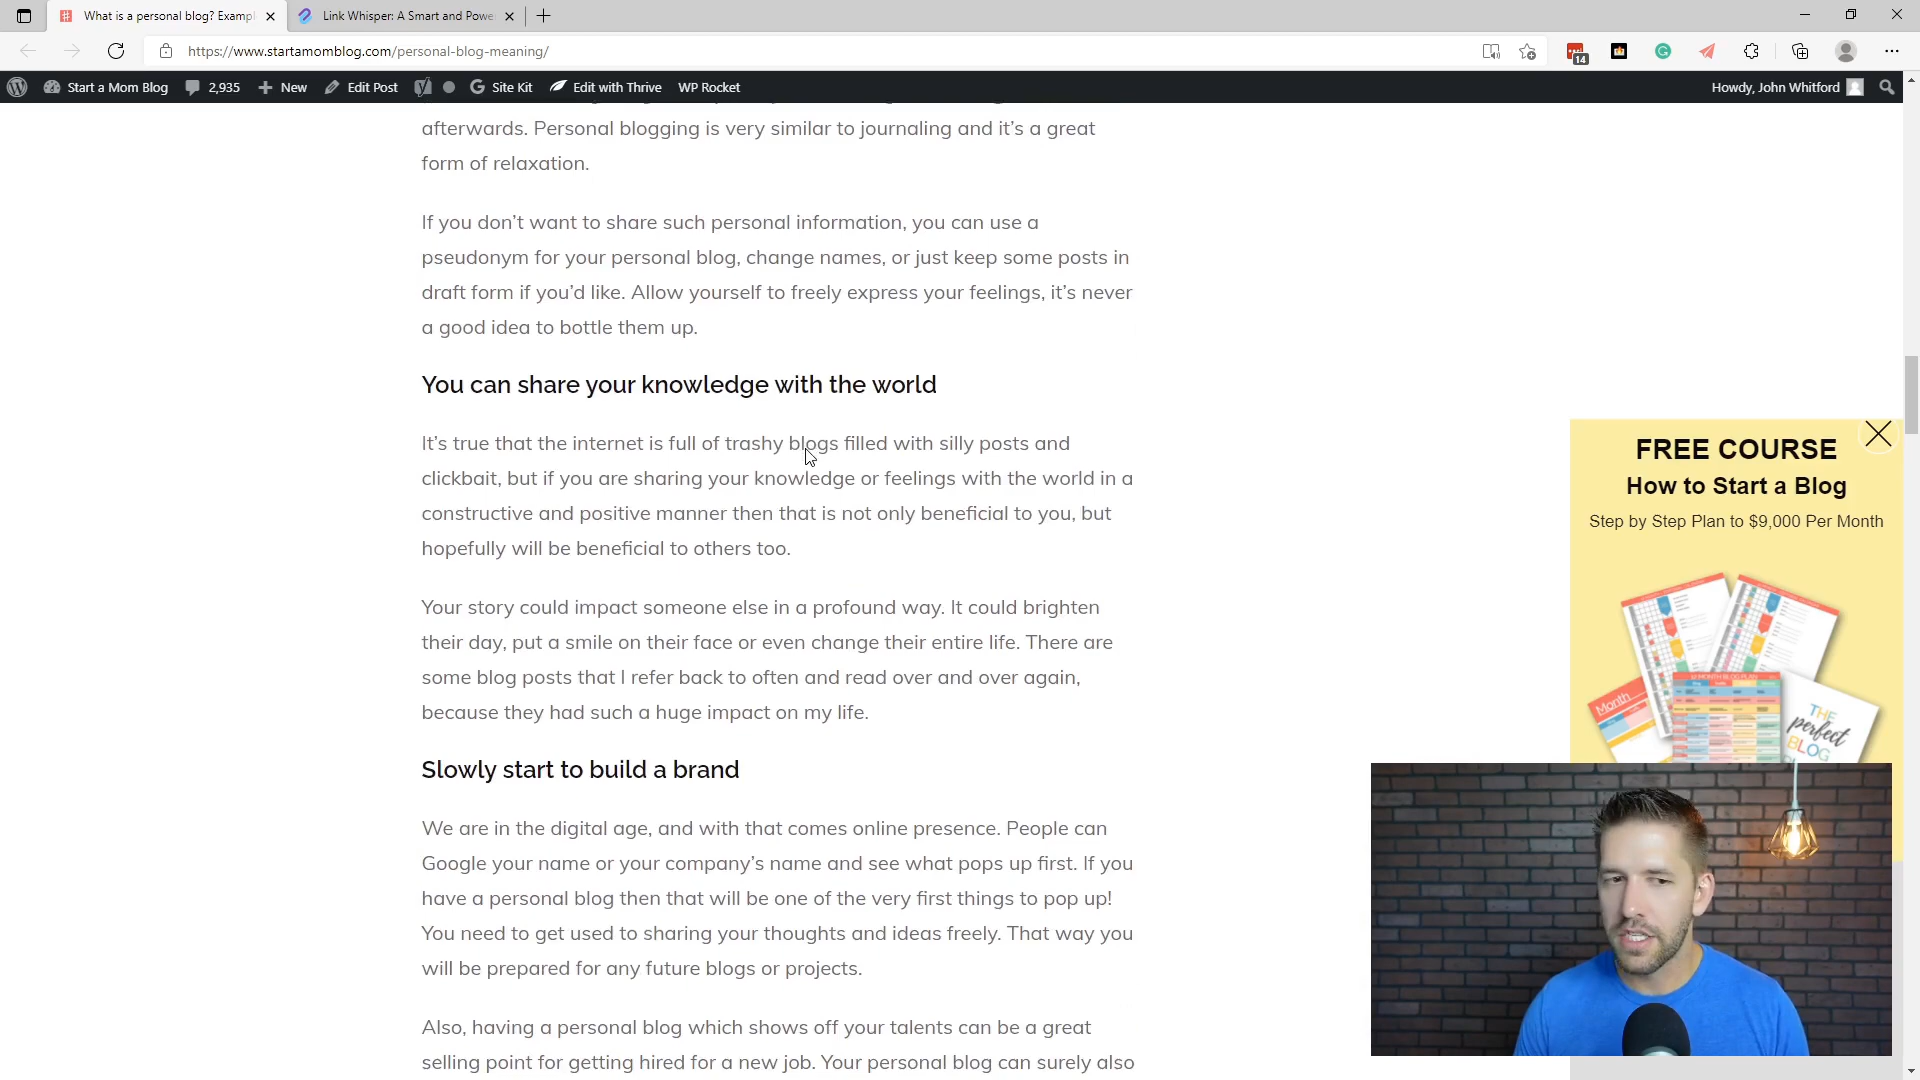 What is a personal blog? Exampl
Link Whisper: A Smart and Powe
https://www.startamomblog.com/personal-blog-meaning/
14
Start a Mom Blog
2,935
New
Edit Post
Site Kit
Edit with Thrive
WP Rocket
Howdy, John Whitford
afterwards. Personal blogging is very similar to journaling and it’s a great
form of relaxation.
If you don’t want to share such personal information, you can use a
pseudonym for your personal blog, change names, or just keep some posts in
draft form if you’d like. Allow yourself to freely express your feelings, it’s never
a good idea to bottle them up.
You can share your knowledge with the world
It’s true that the internet is full of trashy blogs filled with silly posts and
clickbait, but if you are sharing your knowledge or feelings with the world in a
constructive and positive manner then that is not only beneficial to you, but
hopefully will be beneficial to others too.
Your story could impact someone else in a profound way. It could brighten
their day, put a smile on their face or even change their entire life. There are
some blog posts that I refer back to often and read over and over again,
because they had such a huge impact on my life.
Slowly start to build a brand
We are in the digital age, and with that comes online presence. People can
Google your name or your company’s name and see what pops up first. If you
have a personal blog then that will be one of the very first things to pop up!
You need to get used to sharing your thoughts and ideas freely. That way you
will be prepared for any future blogs or projects.
Also, having a personal blog which shows off your talents can be a great
selling point for getting hired for a new job. Your personal blog can surely also
FREE COURSE
How to Start a Blog
Step by Step Plan to $9,000 Per Month
Month
THE
perfect
BLOG